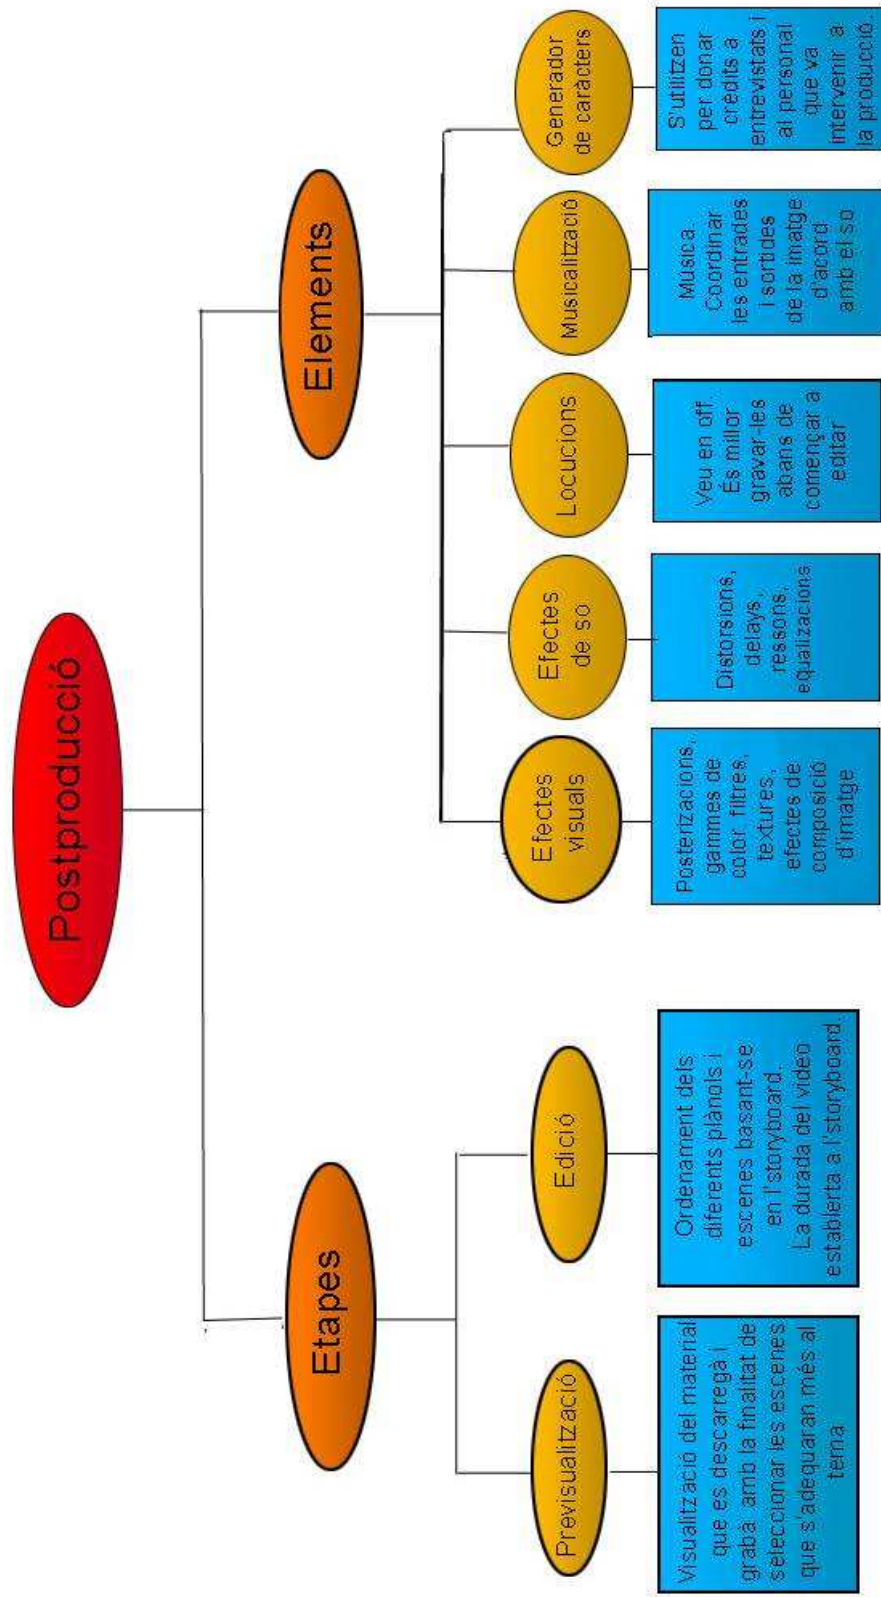 Postproducció
Etapes
Elements
Previsualització
Edició
Efectes
visuals
Efectes
de so
Locucions
Musicalització
Generador
de caràcters
Visualització del material
que es descarregà i
grabà. amb la finalitat de
seleccionar les escenes
que s'adequaran més al
tema
Ordenament dels
diferents plànols i
escenes basant-se
en l'storyboard.
La durada del video
establerta a l'storyboard.
Posterizacions,
gammes de
color, filtres,
textures,
efectes de
composició
d'imatge
Distorsions,
delays,
ressons,
equalizacions.
Veu en off.
És millor
gravar-les
abans de
començar a
editar
Musica.
Coordinar
les entrades
i sortides
de la imatge
d'acord
amb el so
S'utilitzen
per donar
crèdits a
entrevistats i
al personal
que va
intervenir a
la producció.